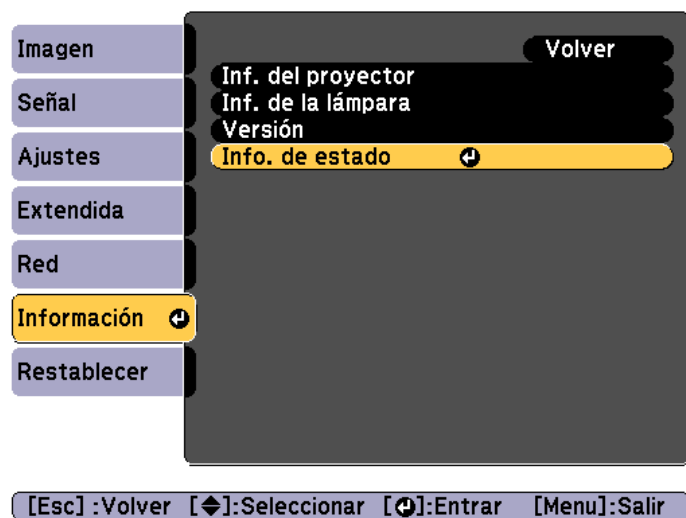 Imagen
Señal
Ajustes
Extendida
Red
Información
Restablecer
Volver
Inf. del proyector
Inf. de la lámpara
Versión
Info. de estado
[Esc] :Volver [◆]:Seleccionar [↵]:Entrar [Menu]:Salir